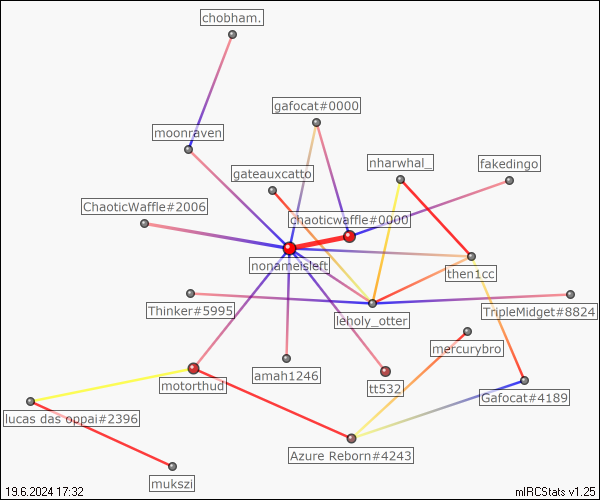 chobham.
gafocat#0000
moonraven
nharwhal_
fakedingo
gateauxcatto
ChaoticWaffle#2006
chaoticwaffle#0000
nonameisleft
then1cc
Thinker#5995
leholy_otter
TripleMidget#8824
mercurybro
amah1246
tt532
motorthud
Gafocat#4189
lucas das oppai#2396
Azure Reborn#4243
mukszi
19.6.2024 17:32
mIRCStats v1.25